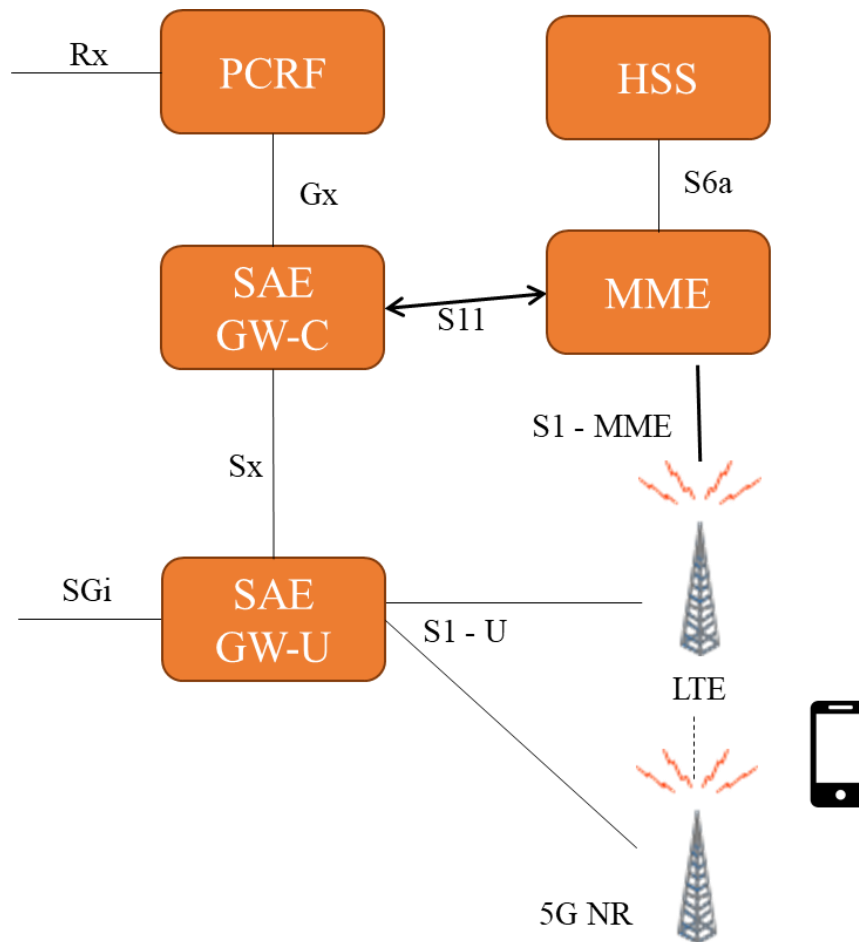 Rx
PCRF
HSS
Gx
S6a
SAE
GW-C
S11
MME
S1 - MME
Sx
SGi
SAE
GW-U
S1 - U
LTE
5G NR